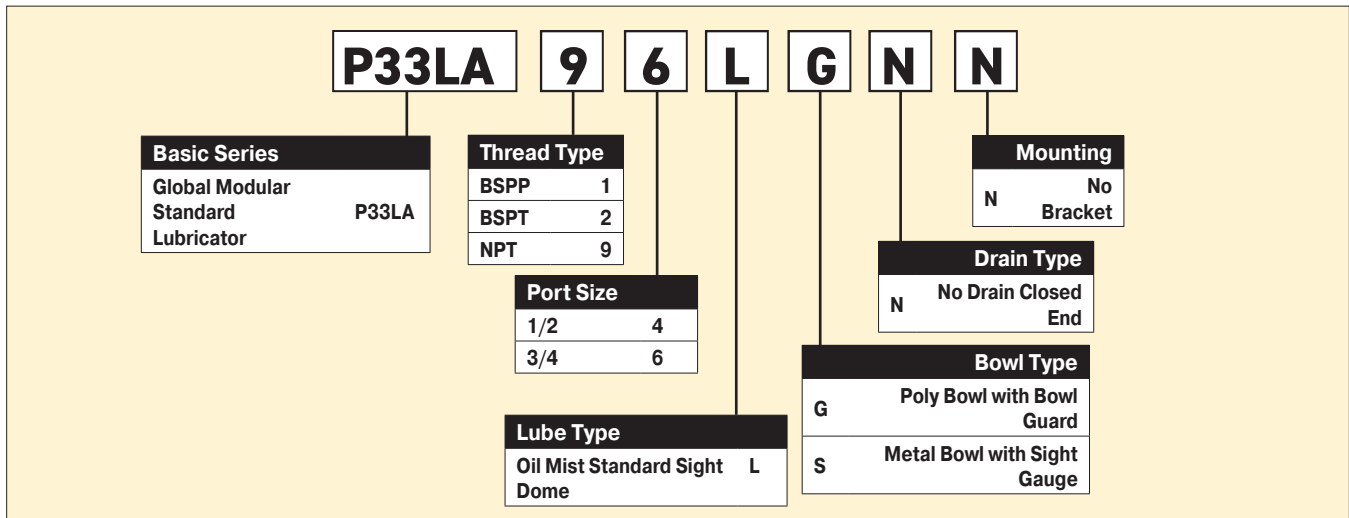 P33LA 9 6 L G N N
Basic Series
Global Modular
Standard P33LA
Lubricator
Thread Type
BSPP 1
BSPT 2
NPT 9
Port Size
1/2 4
3/4 6
Lube Type
Oil Mist Standard Sight L
Dome
Mounting
N No
Bracket
Drain Type
N No Drain Closed
End
Bowl Type
G Poly Bowl with Bowl
Guard
S Metal Bowl with Sight
Gauge